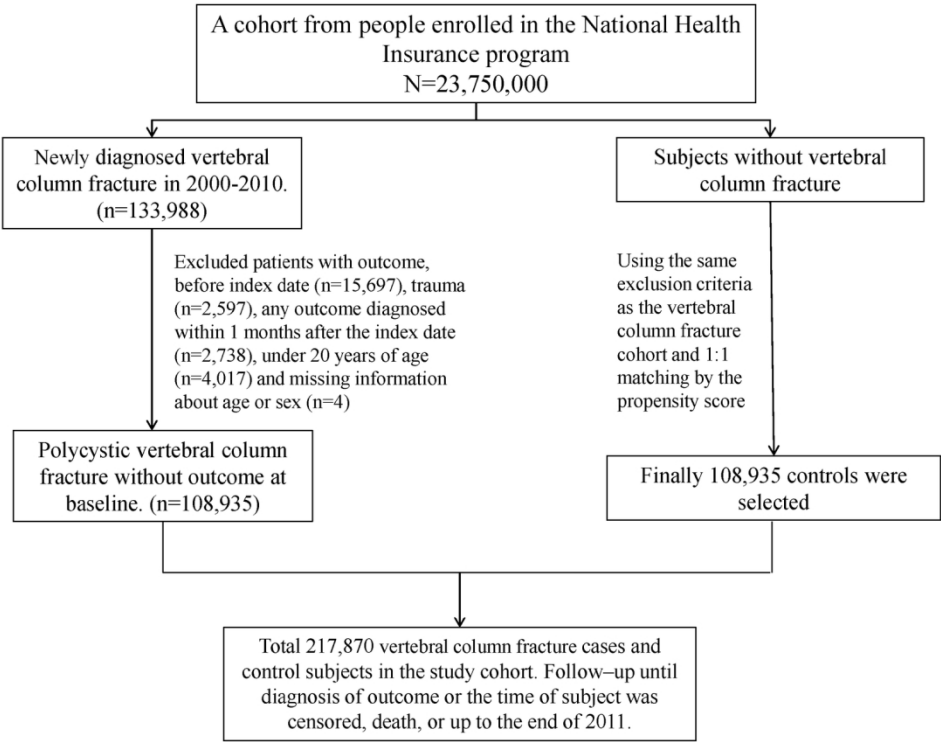 A cohort from people enrolled in the National Health
Insurance program
N=23,750,000
Newly diagnosed vertebral
column fracture in 2000-2010.
(n=133,988)
Subjects without vertebral
column fracture
Excluded patients with outcome,
before index date (n=15,697), trauma
(n=2,597), any outcome diagnosed
within 1 months after the index date
(n=2,738), under 20 years of age
(n=4,017) and missing information
about age or sex (n=4)
Using the same
exclusion criteria
as the vertebral
column fracture
cohort and 1:1
matching by the
propensity score
Polycystic vertebral column
fracture without outcome at
baseline. (n=108,935)
Finally 108,935 controls were
selected
Total 217,870 vertebral column fracture cases and
control subjects in the study cohort. Follow–up until
diagnosis of outcome or the time of subject was
censored, death, or up to the end of 2011.